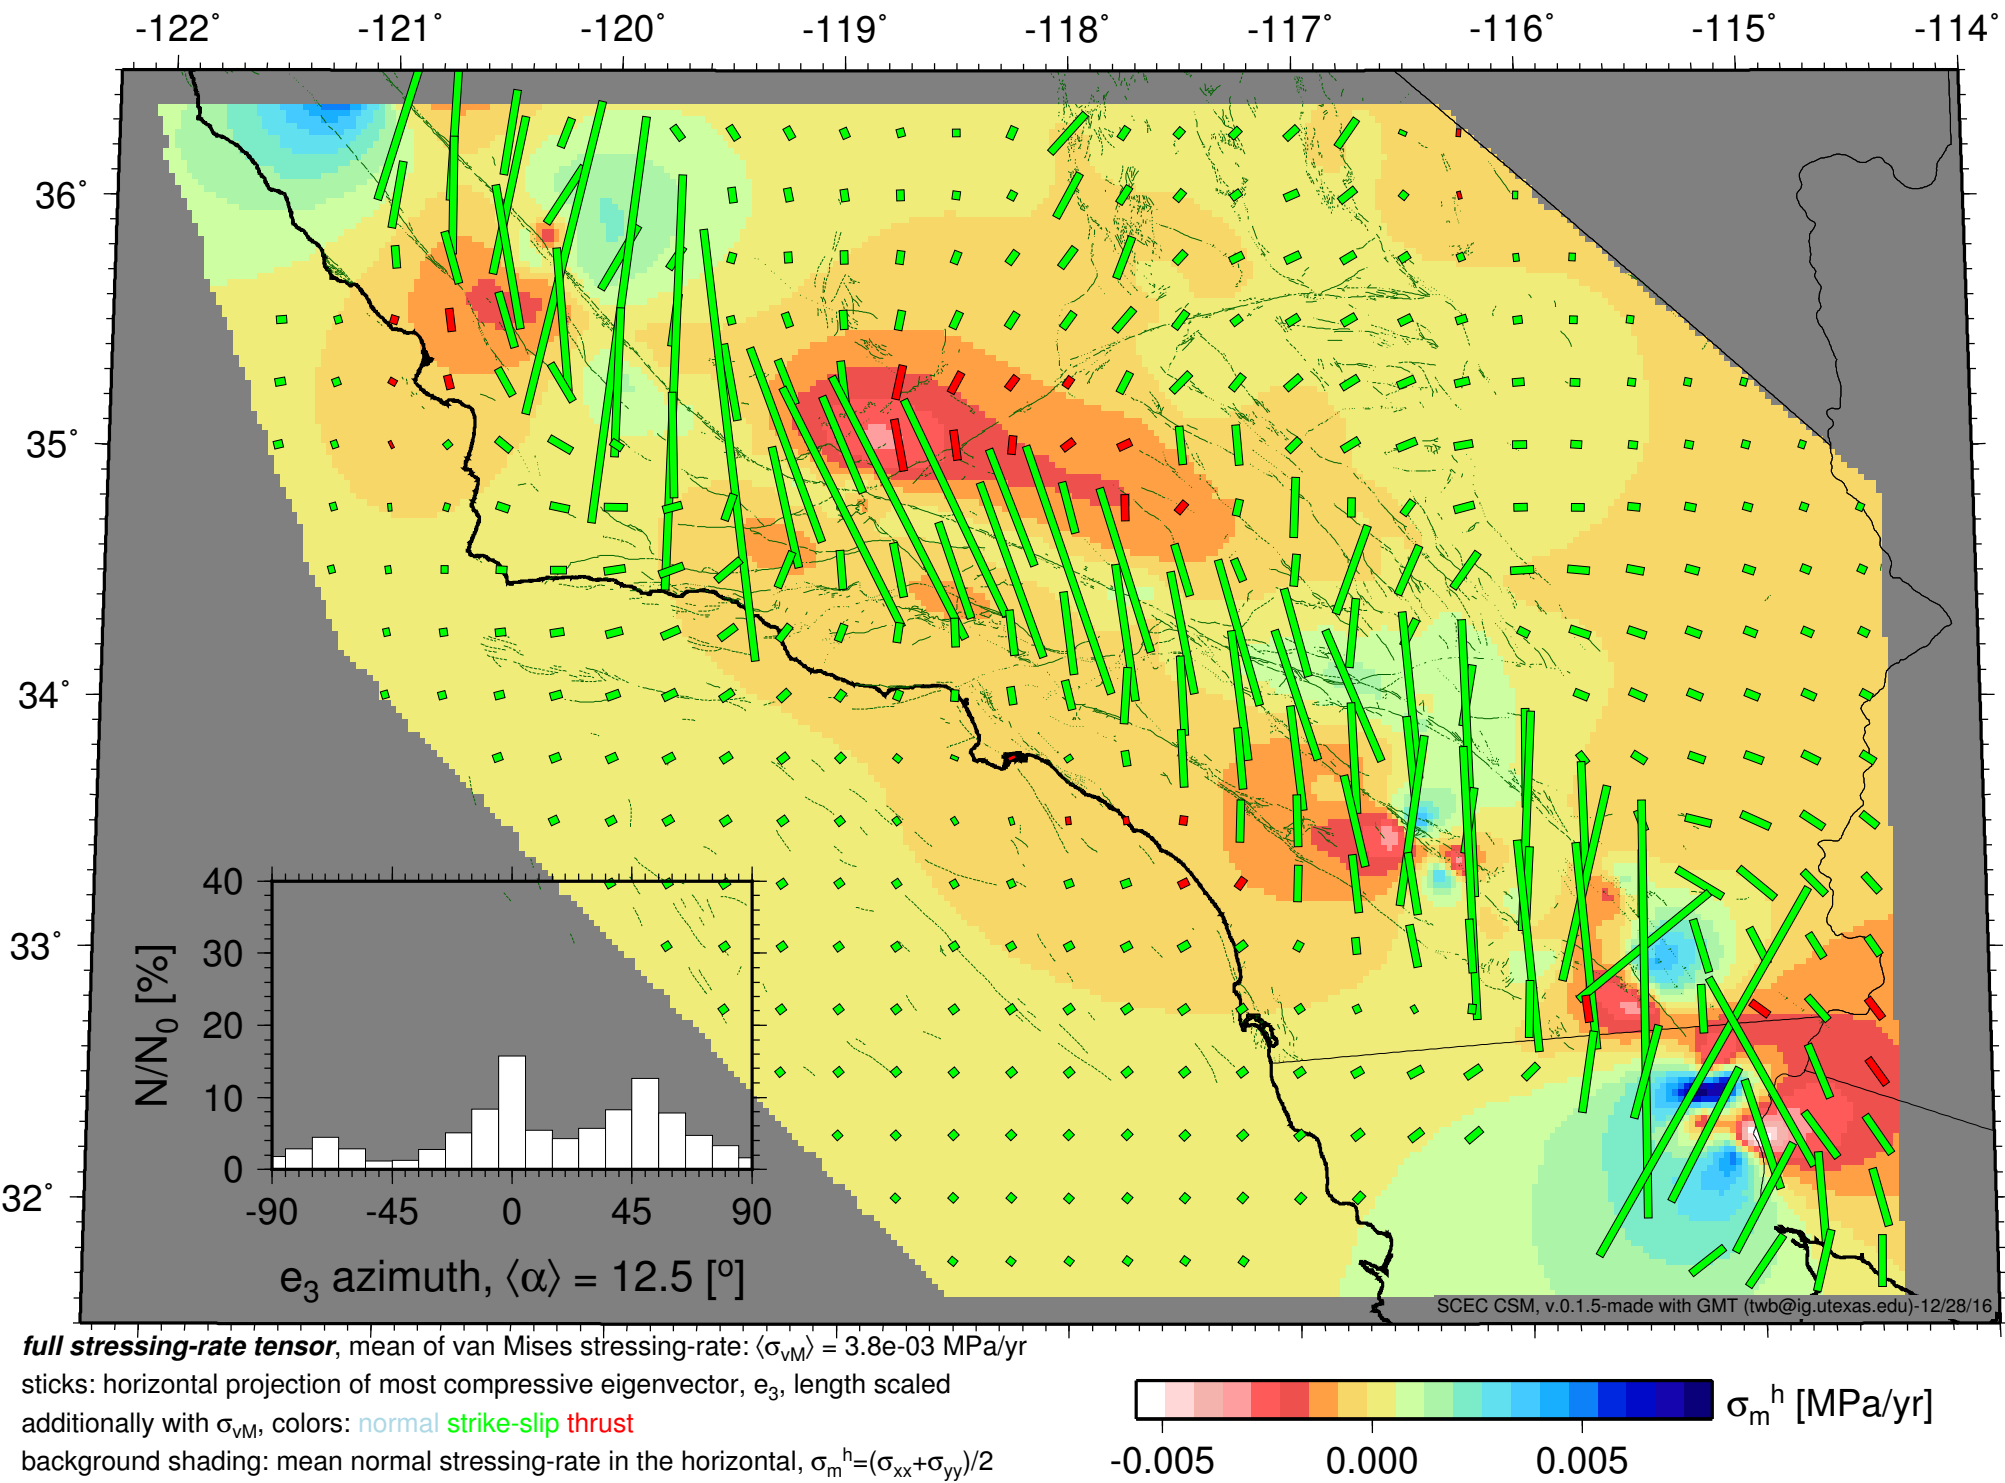 -122˚ -121˚ -120˚ -119˚ -118˚ -117˚ -116˚ -115˚ -114˚
36˚
35˚
34˚
33˚
32˚
40
30
20
10
0
N/N0 [%]
-90 -45 0 45 90
e3 azimuth, ⟨α⟩ = 12.5 [º]
SCEC CSM, v.0.1.5-made with GMT (twb@ig.utexas.edu)-12/28/16
full stressing-rate tensor, mean of van Mises stressing-rate: ⟨σvM⟩ = 3.8e-03 MPa/yr
sticks: horizontal projection of most compressive eigenvector, e3, length scaled
additionally with σvM, colors: normal strike-slip thrust
background shading: mean normal stressing-rate in the horizontal, σm^h=(σxx+σyy)/2
σm^h [MPa/yr]
-0.005 0.000 0.005